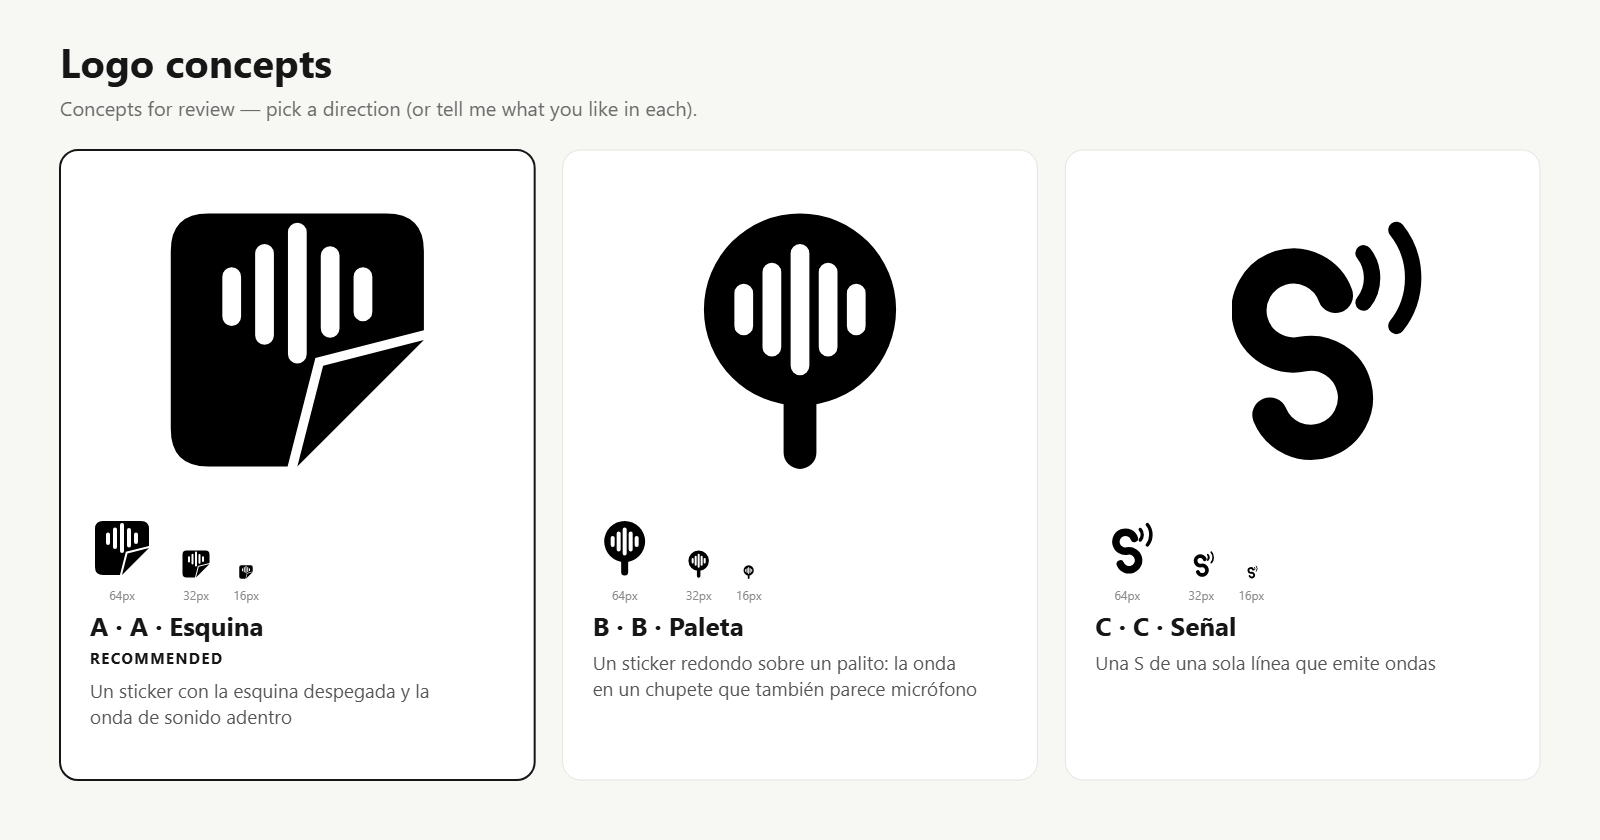 Logo concepts
Concepts for review — pick a direction (or tell me what you like in each).
64px 32px 16px
A · A · Esquina
RECOMMENDED
Un sticker con la esquina despegada y la
onda de sonido adentro
64px 32px 16px
B · B · Paleta
Un sticker redondo sobre un palito: la onda
en un chupete que también parece micrófono
64px 32px 16px
C · C · Señal
Una S de una sola línea que emite ondas